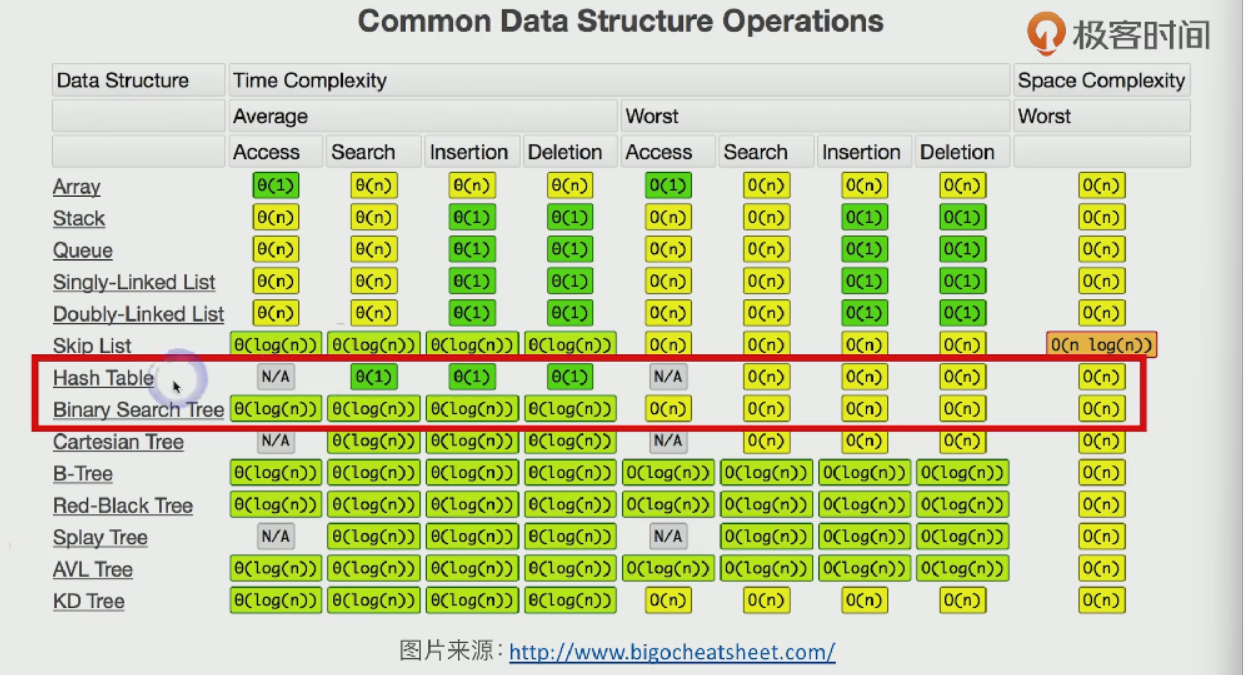 Common Data Structure Operations
极客时间
Data Structure Time Complexity Space Complexity
Average Worst Worst
Access Search Insertion Deletion Access Search Insertion Deletion
Array Θ(1) Θ(n) Θ(n) Θ(n) O(1) O(n) O(n) O(n) O(n)
Stack Θ(n) Θ(n) Θ(1) Θ(1) O(n) O(n) O(1) O(1) O(n)
Queue Θ(n) Θ(n) Θ(1) Θ(1) O(n) O(n) O(1) O(1) O(n)
Singly-Linked List Θ(n) Θ(n) Θ(1) Θ(1) O(n) O(n) O(1) O(1) O(n)
Doubly-Linked List Θ(n) Θ(n) Θ(1) Θ(1) O(n) O(n) O(1) O(1) O(n)
Skip List Θ(log(n)) Θ(log(n)) Θ(log(n)) Θ(log(n)) O(n) O(n) O(n) O(n) O(n log(n))
Hash Table N/A Θ(1) Θ(1) Θ(1) N/A O(n) O(n) O(n) O(n)
Binary Search Tree Θ(log(n)) Θ(log(n)) Θ(log(n)) Θ(log(n)) O(n) O(n) O(n) O(n) O(n)
Cartesian Tree N/A Θ(log(n)) Θ(log(n)) Θ(log(n)) N/A O(n) O(n) O(n) O(n)
B-Tree Θ(log(n)) Θ(log(n)) Θ(log(n)) Θ(log(n)) O(log(n)) O(log(n)) O(log(n)) O(log(n)) O(n)
Red-Black Tree Θ(log(n)) Θ(log(n)) Θ(log(n)) Θ(log(n)) O(log(n)) O(log(n)) O(log(n)) O(log(n)) O(n)
Splay Tree N/A Θ(log(n)) Θ(log(n)) Θ(log(n)) N/A O(log(n)) O(log(n)) O(log(n)) O(n)
AVL Tree Θ(log(n)) Θ(log(n)) Θ(log(n)) Θ(log(n)) O(log(n)) O(log(n)) O(log(n)) O(log(n)) O(n)
KD Tree Θ(log(n)) Θ(log(n)) Θ(log(n)) Θ(log(n)) O(n) O(n) O(n) O(n) O(n)
图片来源：http://www.bigocheatsheet.com/